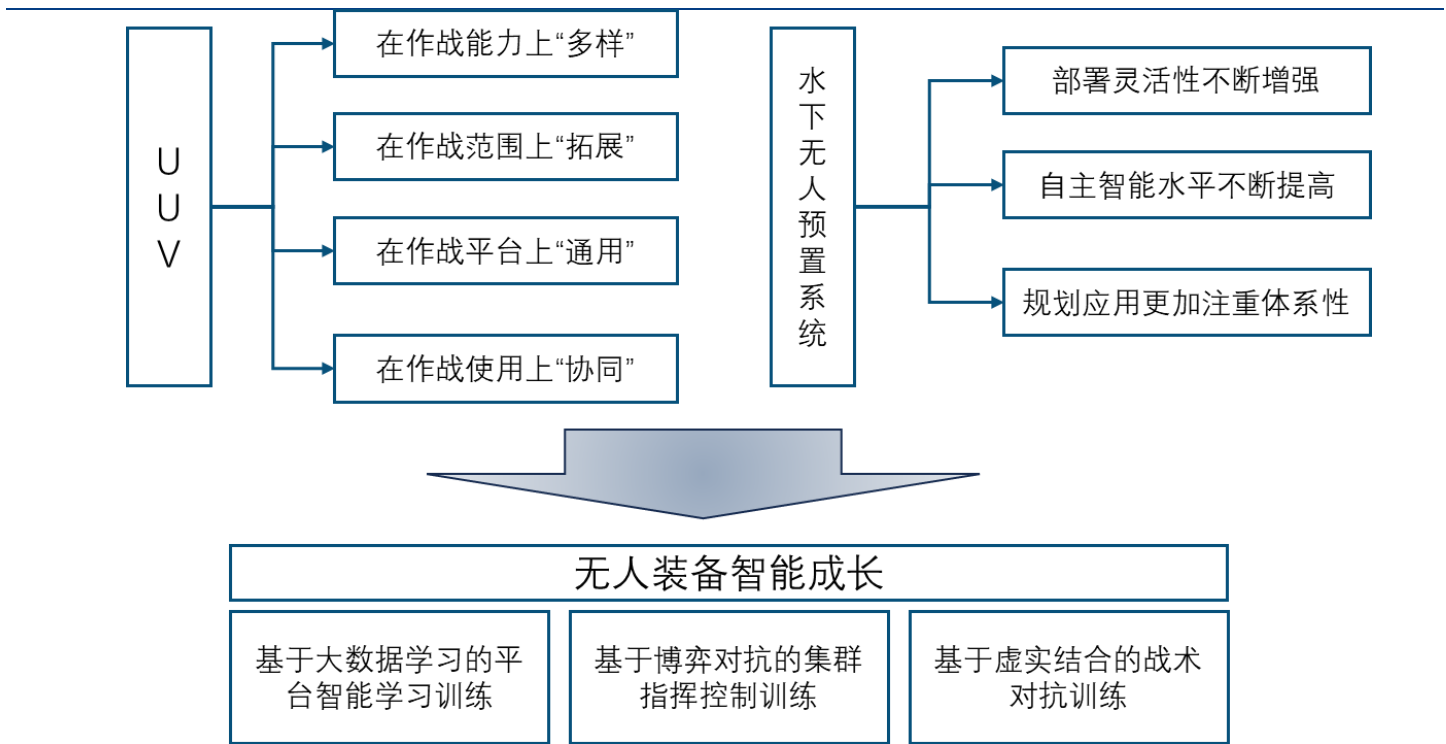 UUV
在作战能力上“多样”
在作战范围上“拓展”
在作战平台上“通用”
在作战使用上“协同”
水下无人预置系统
部署灵活性不断增强
自主智能水平不断提高
规划应用更加注重体系性
无人装备智能成长
基于大数据学习的平
台智能学习训练
基于博弈对抗的集群
指挥控制训练
基于虚实结合的战术
对抗训练